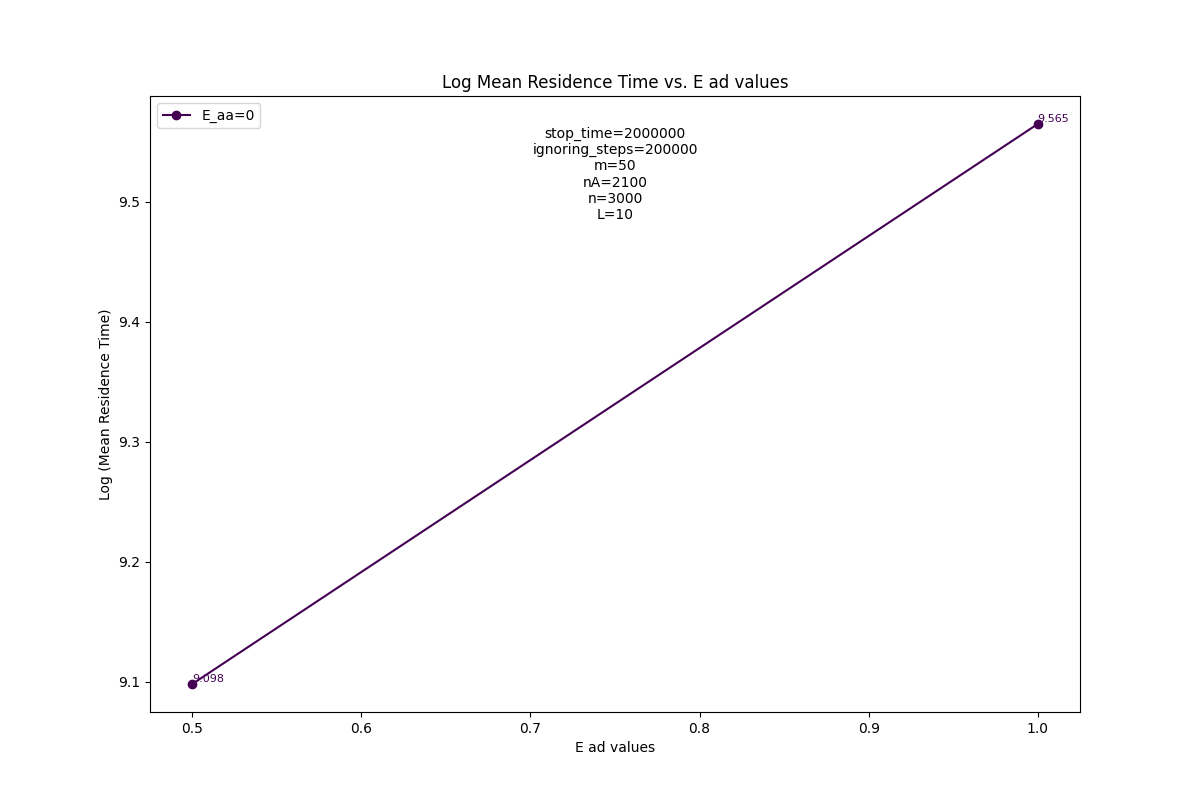 Log Mean Residence Time vs. E ad values
E_aa=0
stop_time=2000000
ignoring_steps=200000
m=50
nA=2100
n=3000
L=10
9.565
9.5
9.4
9.3
9.2
9.1
Log (Mean Residence Time)
9.098
0.5 0.6 0.7 0.8 0.9 1.0
E ad values